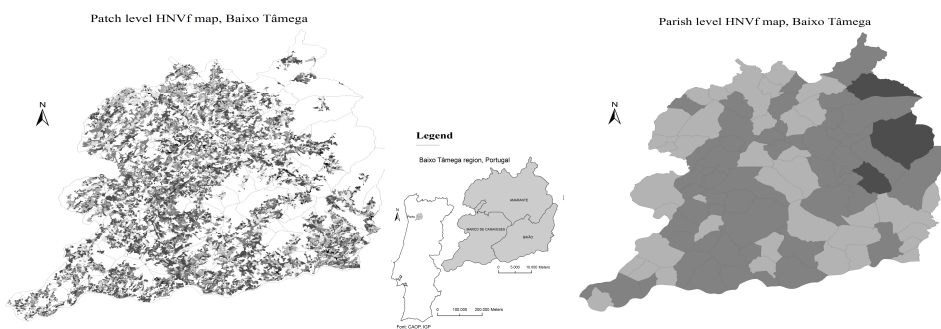 Patch level HNVf map, Baixo Tâmega
N
Legend
Baixo Tâmega region, Portugal
N
Porto
AMARANTE
MARCO DE CANAVESES
BAIÃO
0 5.000 10.000 Meters
0 100.000 200.000 Meters
Font: CAOP, IGP
Parish level HNVf map, Baixo Tâmega
N